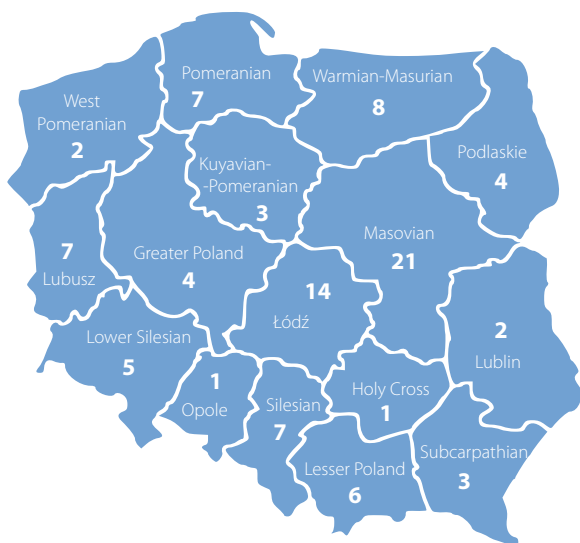 Pomeranian
7
Warmian-Masurian
8
West
Pomeranian
2
Podlaskie
4
Kuyavian-
-Pomeranian
3
Masovian
21
7
Lubusz
Greater Poland
4
14
Łódź
2
Lublin
Lower Silesian
5
1
Opole
Silesian
7
Holy Cross
1
Subcarpathian
3
Lesser Poland
6